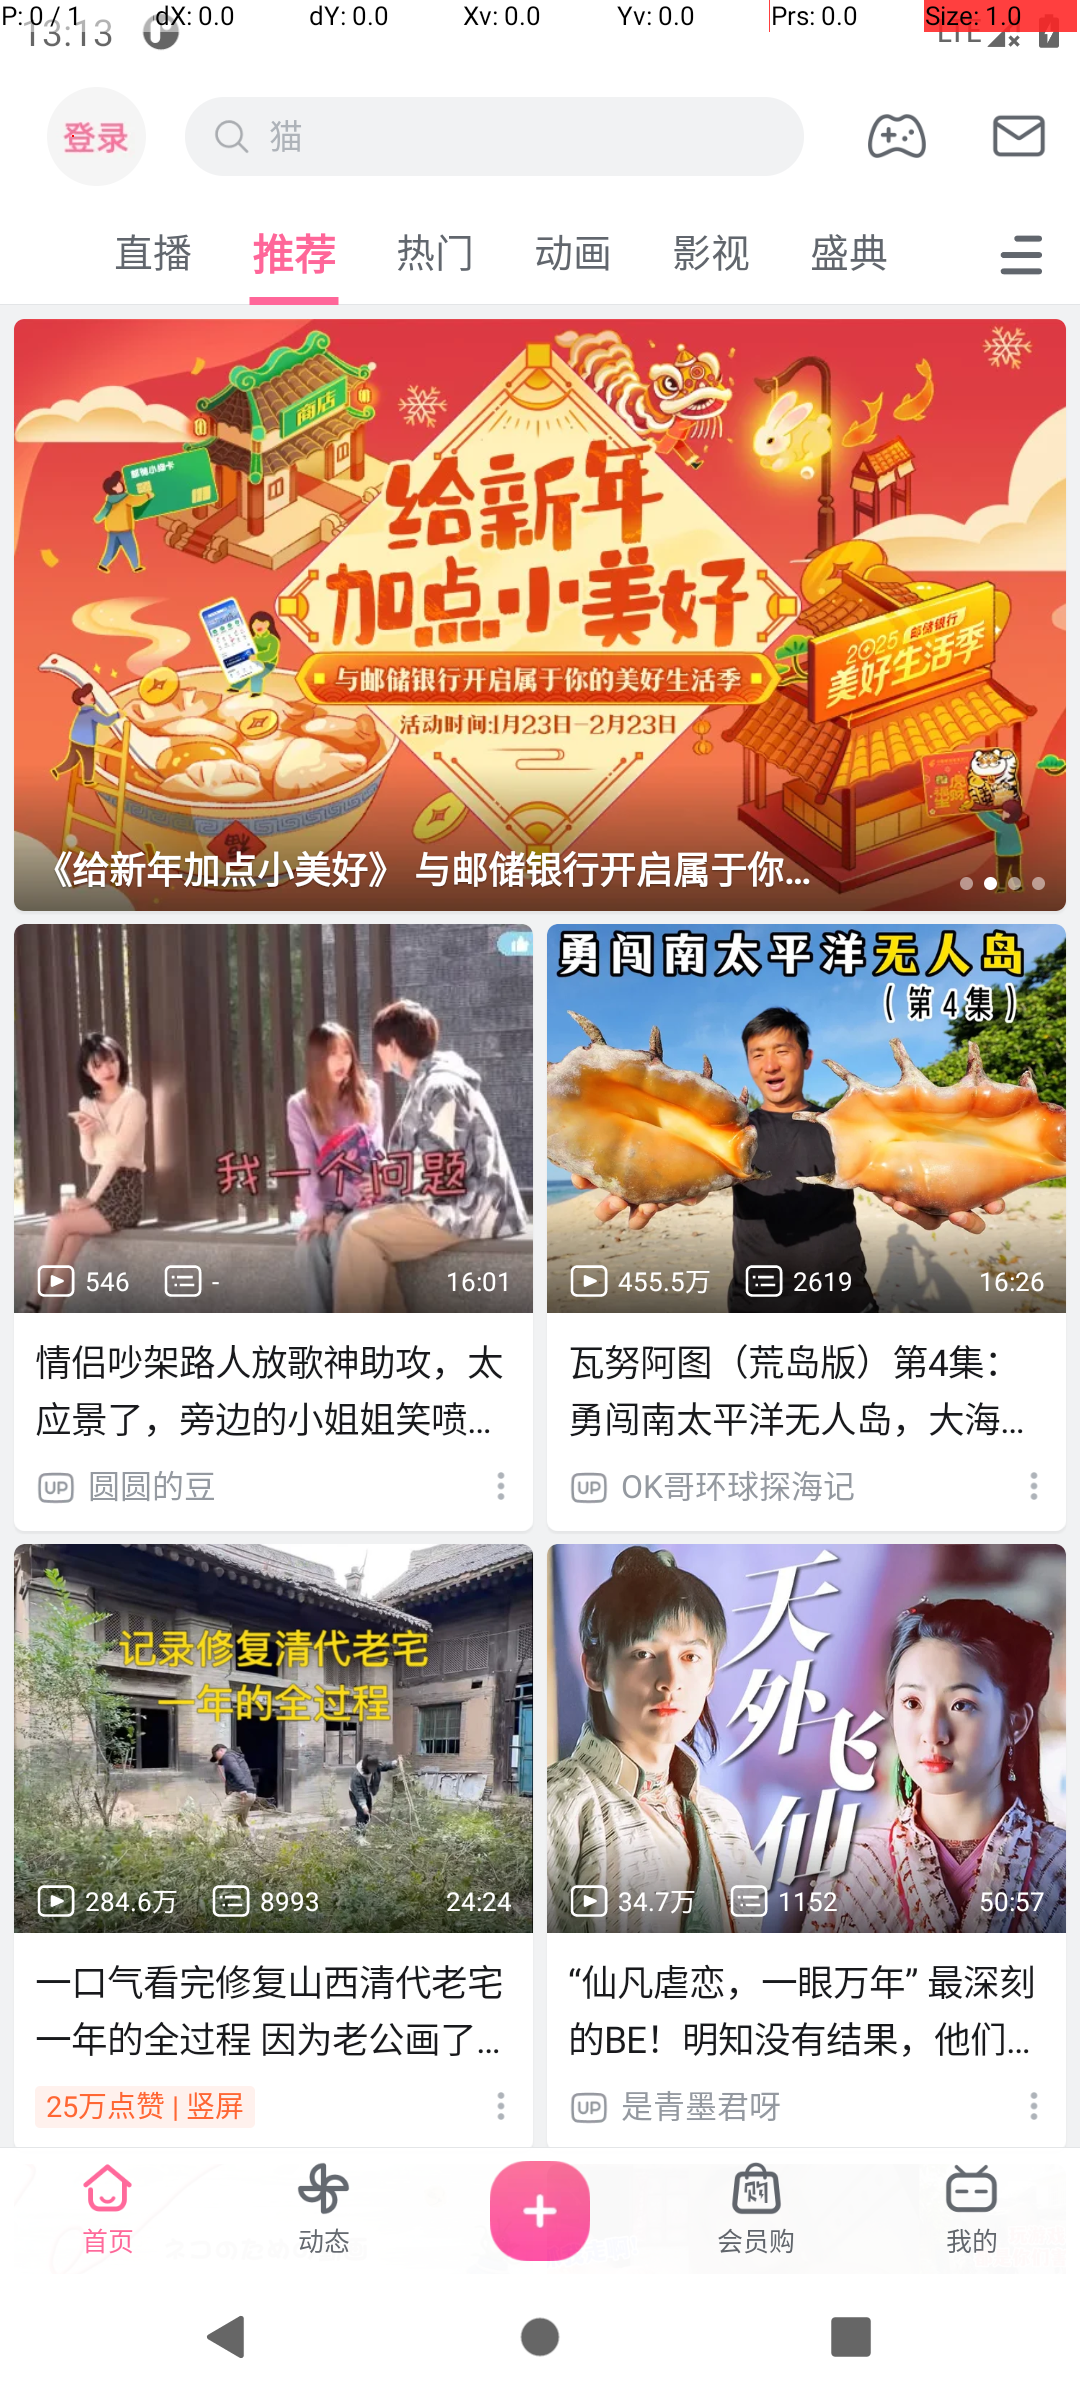 P: 0 / 1 dX: 0.0 dY: 0.0 Xv: 0.0 Yv: 0.0 Prs: 0.0 Size: 1.0
13:13 LTE
登录 猫
直播 推荐 热门 动画 影视 盛典
商店
邮储小绿卡
给新年
加点小美好
与邮储银行开启属于你的美好生活季
活动时间:1月23日-2月23日
2025 邮储银行
美好生活季
福
《给新年加点小美好》 与邮储银行开启属于你...
我一个问题
546 - 16:01
情侣吵架路人放歌神助攻，太
应景了，旁边的小姐姐笑喷...
UP 圆圆的豆
勇闯南太平洋无人岛
（第4集）
455.5万 2619 16:26
瓦努阿图（荒岛版）第4集：
勇闯南太平洋无人岛，大海...
UP OK哥环球探海记
记录修复清代老宅
一年的全过程
284.6万 8993 24:24
一口气看完修复山西清代老宅
一年的全过程 因为老公画了...
25万点赞 | 竖屏
天外飞仙
34.7万 1152 50:57
“仙凡虐恋，一眼万年” 最深刻
的BE！明知没有结果，他们...
UP 是青墨君呀
首页 动态 购 会员购 我的